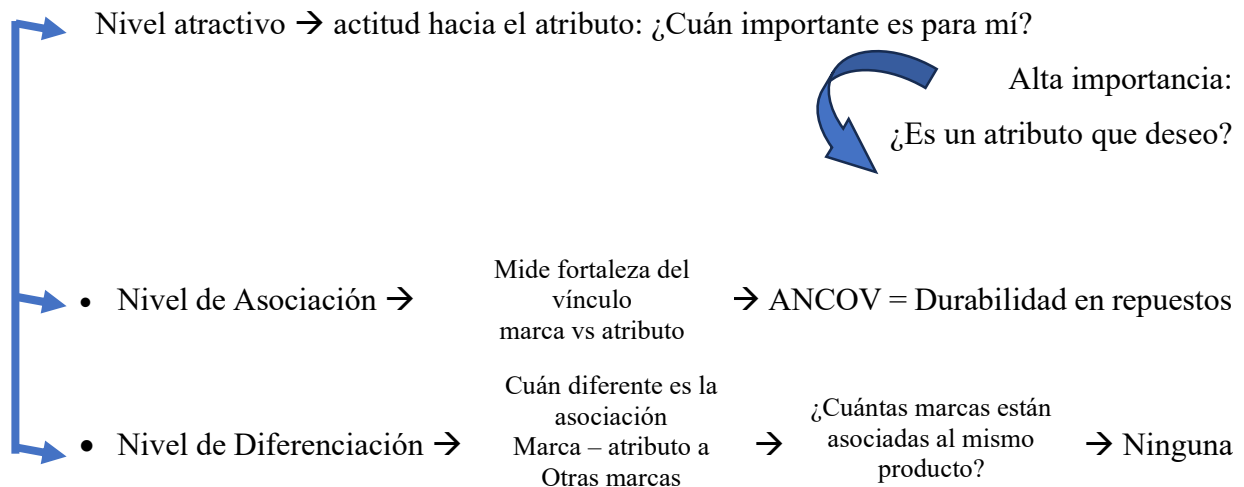 Nivel atractivo → actitud hacia el atributo: ¿Cuán importante es para mí?
Alta importancia:
¿Es un atributo que deseo?
• Nivel de Asociación →
Mide fortaleza del
vínculo
marca vs atributo
→ ANCOV = Durabilidad en repuestos
• Nivel de Diferenciación →
Cuán diferente es la
asociación
Marca – atributo a
Otras marcas
→
¿Cuántas marcas están
asociadas al mismo
producto?
→ Ninguna